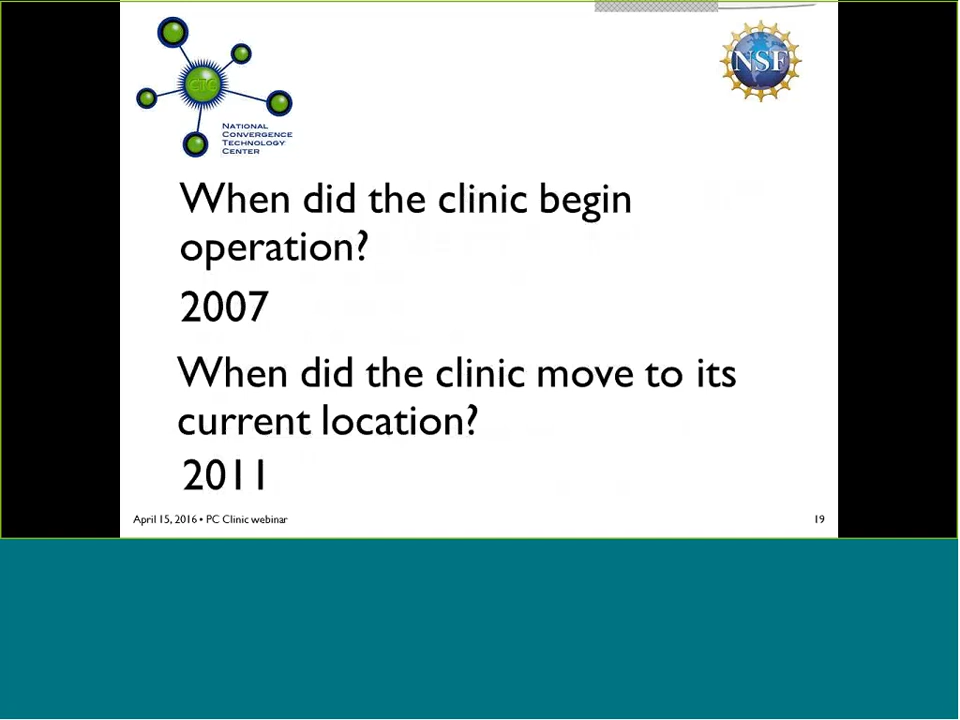 CTC
NSF
National
Convergence
Technology
Center
When did the clinic begin
operation?
2007
When did the clinic move to its
current location?
2011
April 15, 2016 • PC Clinic webinar
19